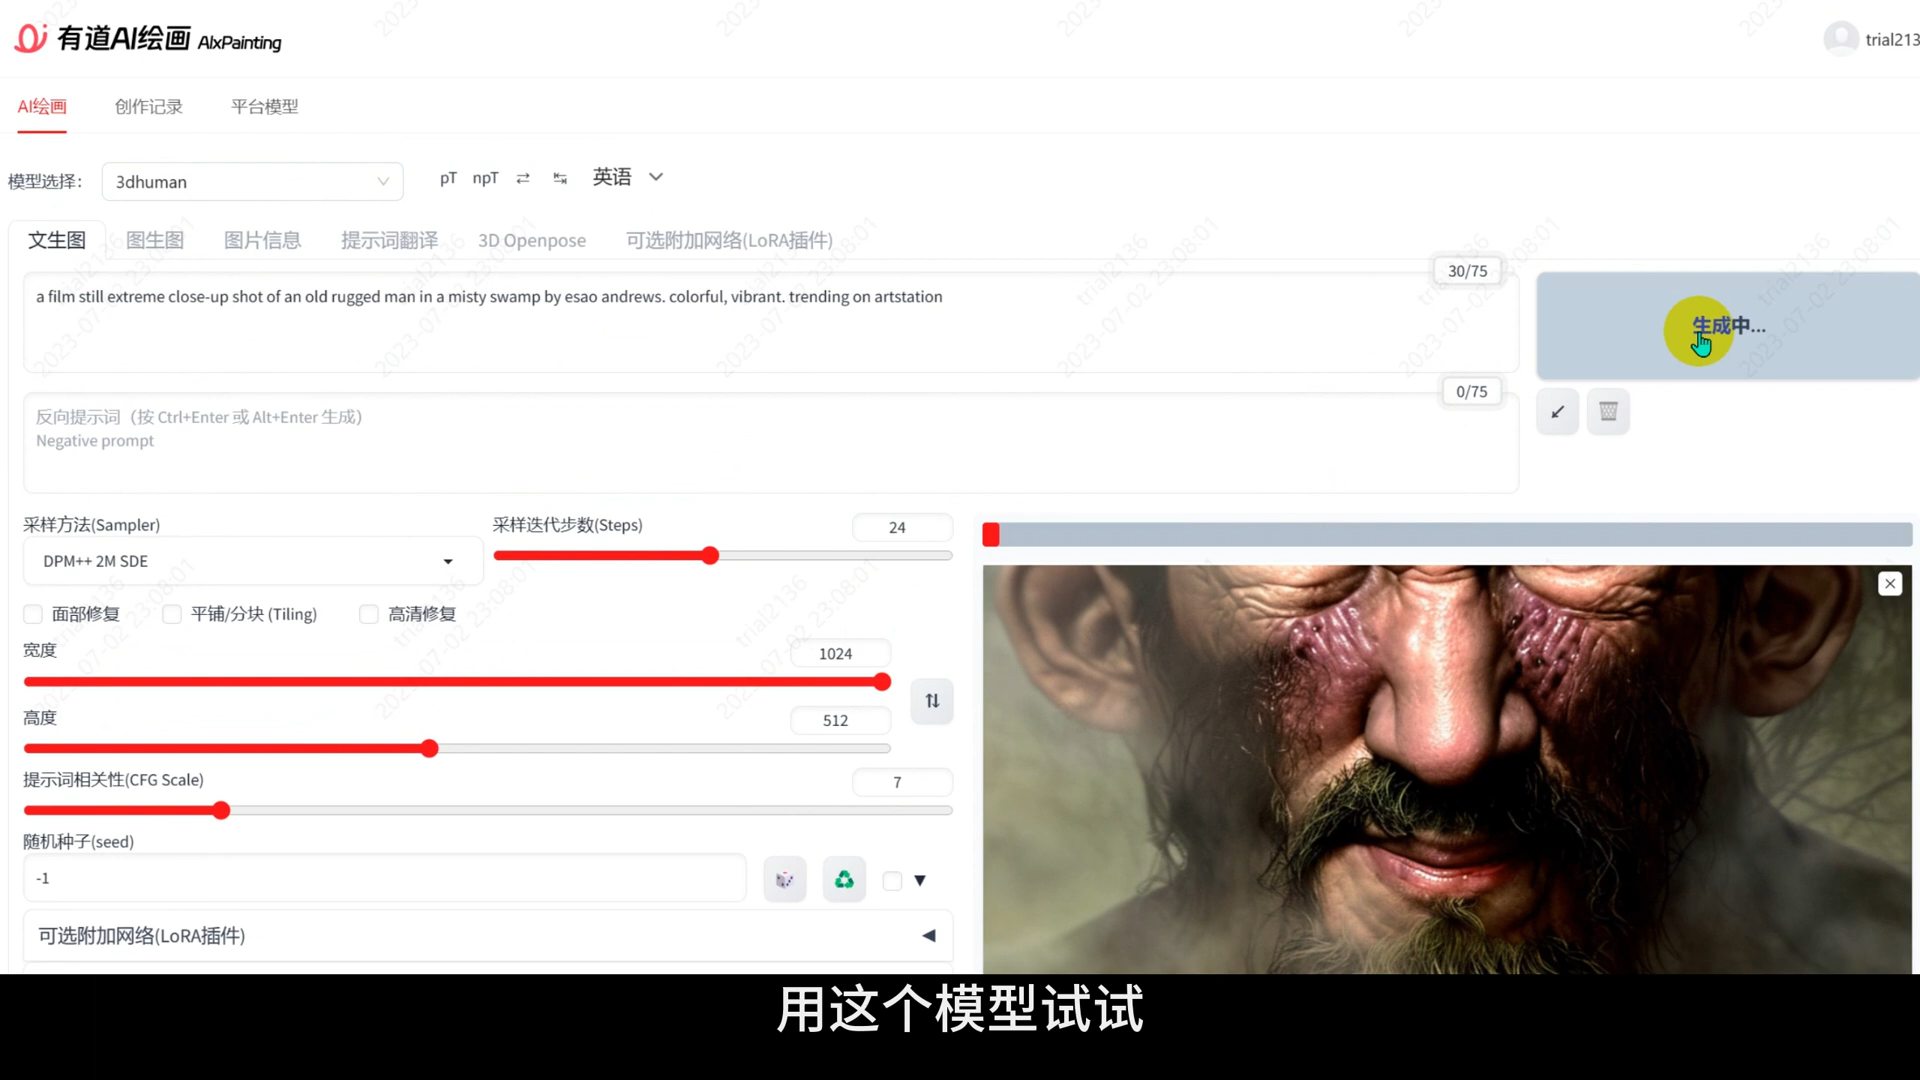 有道AI绘画 AIxPainting
trial213
AI绘画 创作记录 平台模型
模型选择: 3dhuman pT npT 英语
文生图 图生图 图片信息 提示词翻译 3D Openpose 可选附加网络(LoRA插件)
30/75
a film still extreme close-up shot of an old rugged man in a misty swamp by esao andrews. colorful, vibrant. trending on artstation
生成中...
0/75
反向提示词（按 Ctrl+Enter 或 Alt+Enter 生成）
Negative prompt
采样方法(Sampler) 采样迭代步数(Steps) 24
DPM++ 2M SDE
面部修复 平铺/分块 (Tiling) 高清修复
宽度 1024
高度 512
提示词相关性(CFG Scale) 7
随机种子(seed)
-1
可选附加网络(LoRA插件)
用这个模型试试
trial2136
2023-07-02 23:08:01